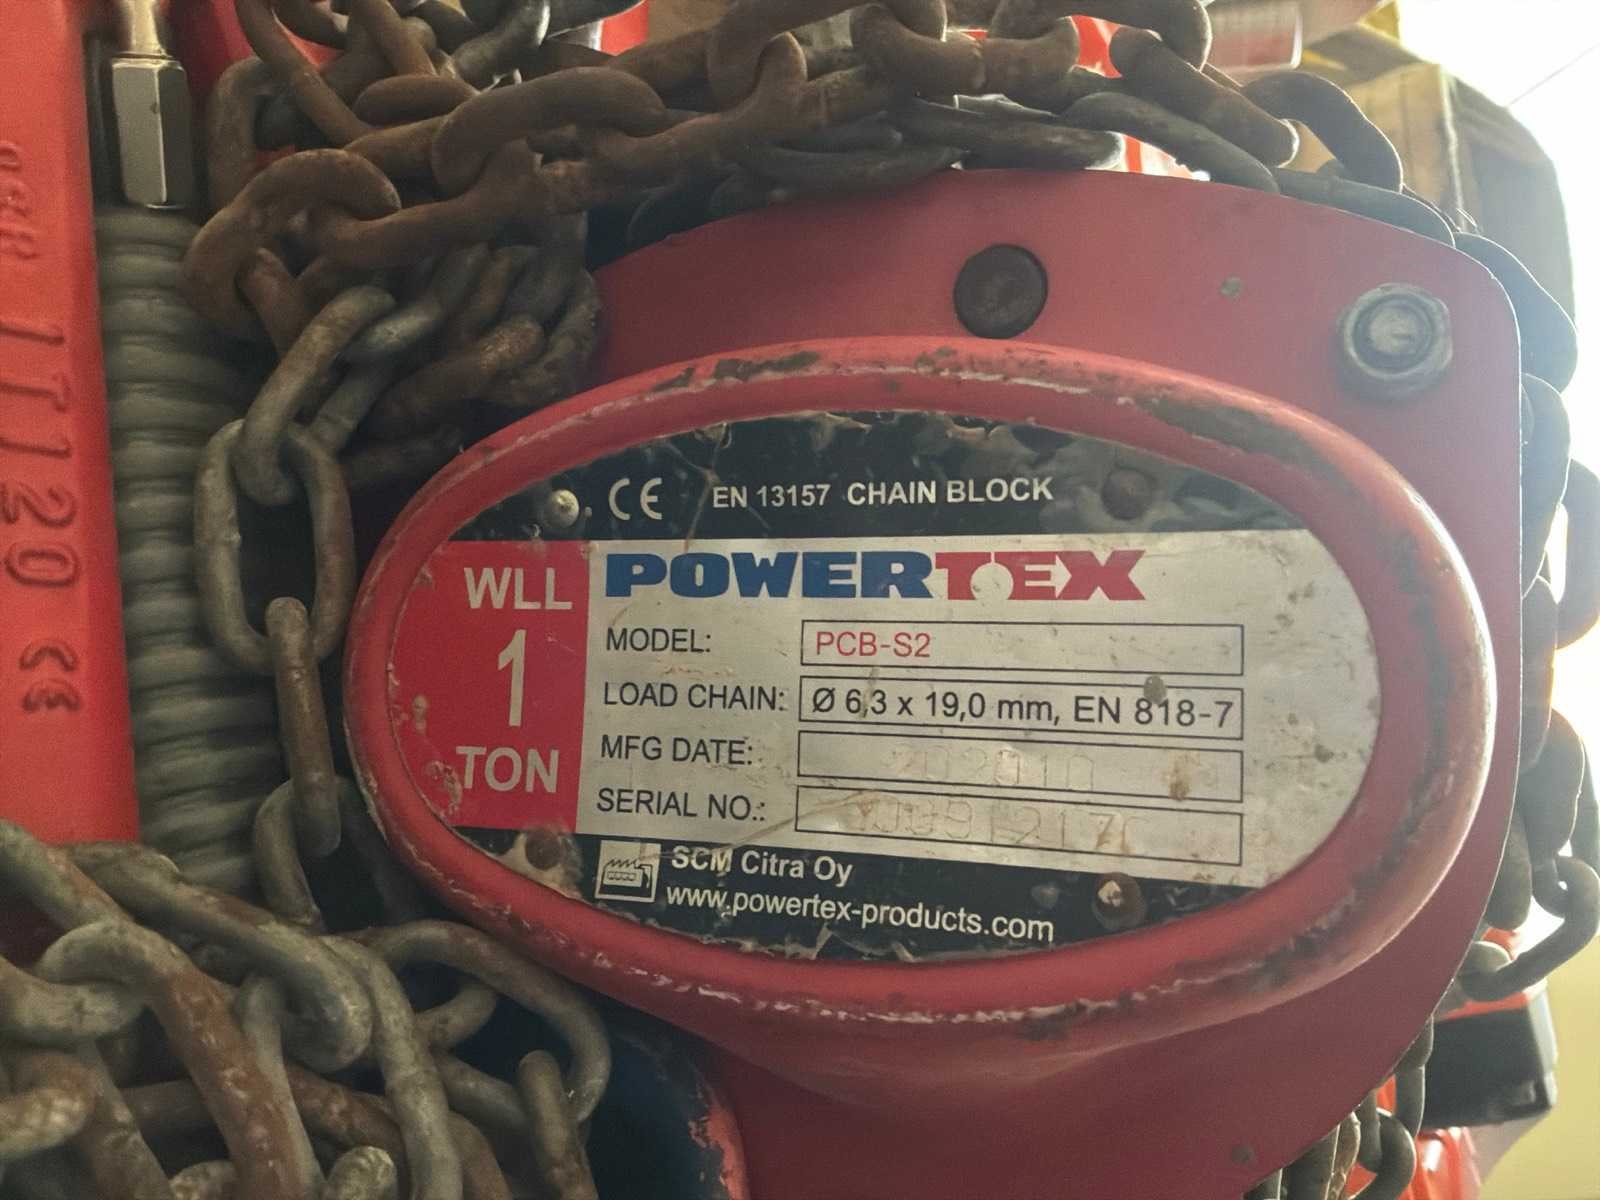 CE EN 13157 CHAIN BLOCK
WLL
1
TON
POWERTEX
MODEL: PCB-S2
LOAD CHAIN: Ø 6,3 x 19,0 mm, EN 818-7
MFG DATE: 202010
SERIAL NO.:
SCM Citra Oy
www.powertex-products.com